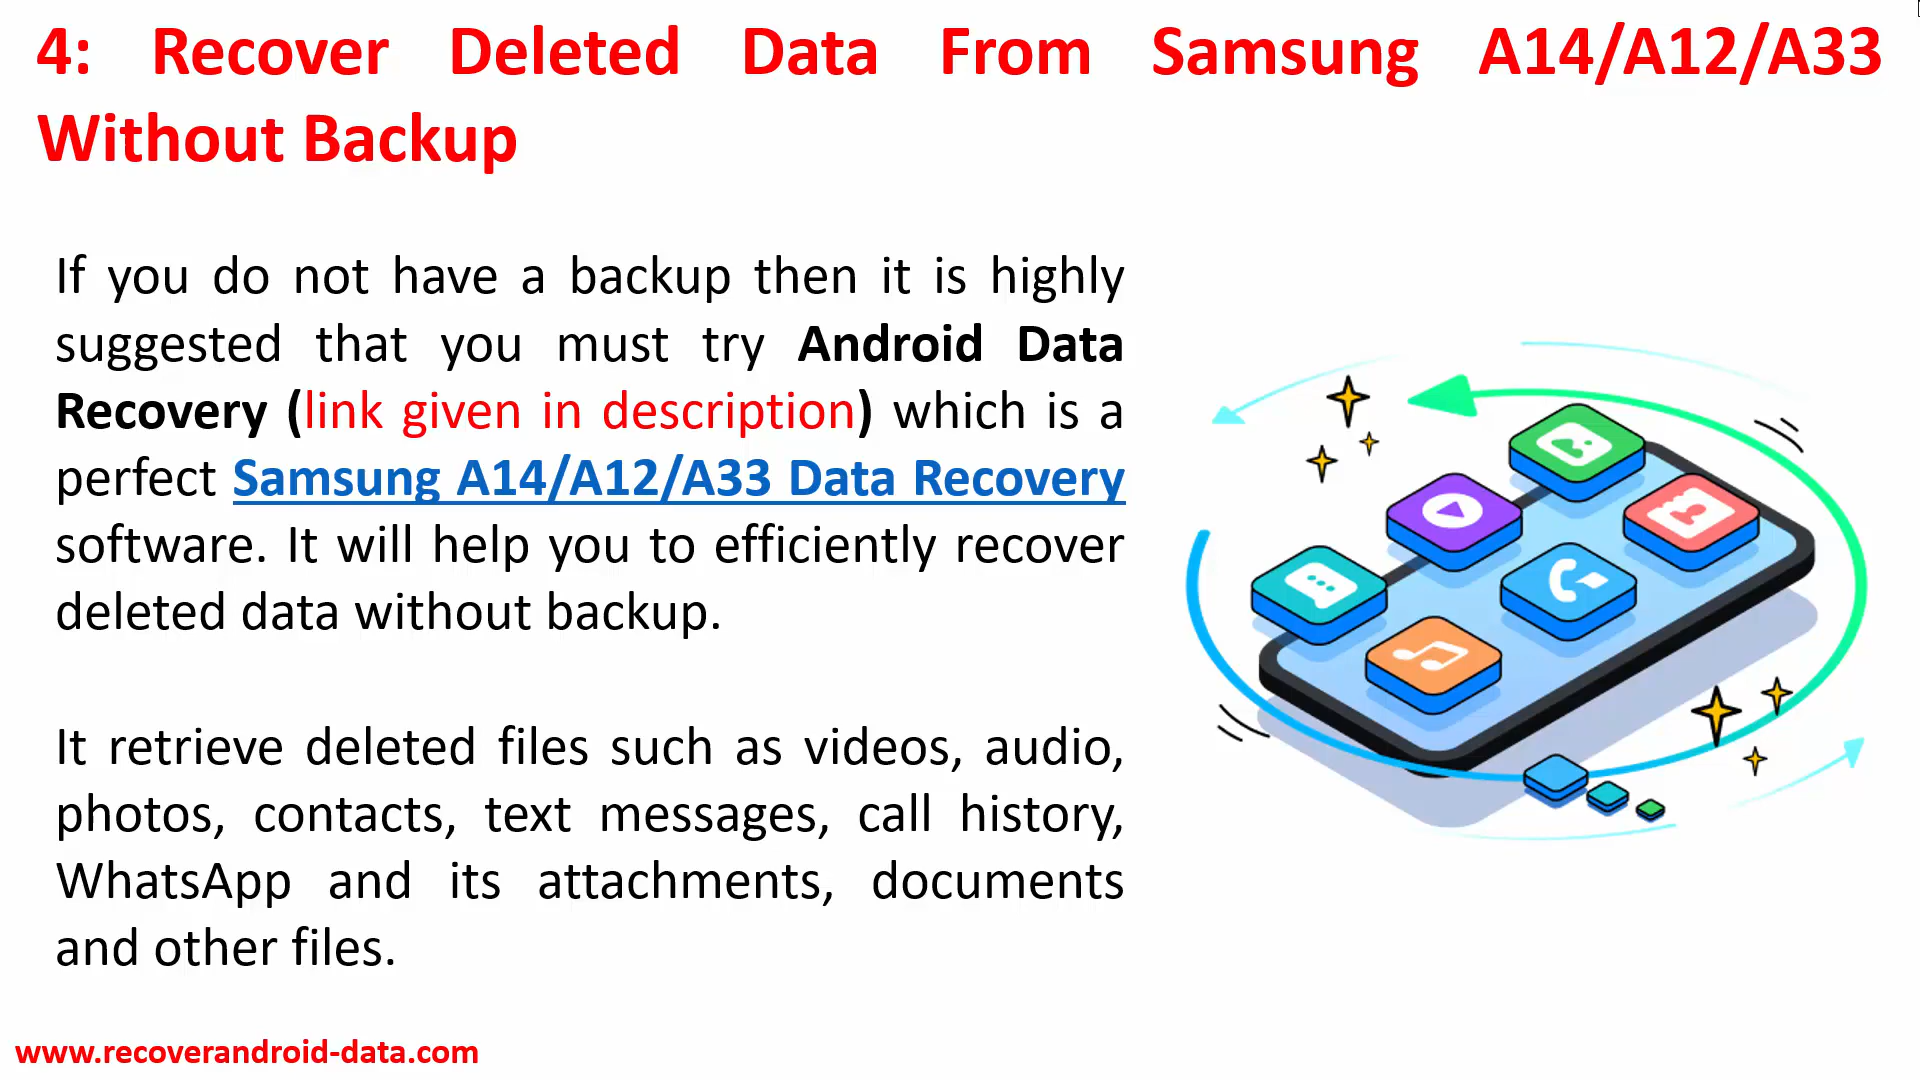 4: Recover Deleted Data From Samsung A14/A12/A33
Without Backup
If you do not have a backup then it is highly
suggested that you must try Android Data
Recovery (link given in description) which is a
perfect Samsung A14/A12/A33 Data Recovery
software. It will help you to efficiently recover
deleted data without backup.
It retrieve deleted files such as videos, audio,
photos, contacts, text messages, call history,
WhatsApp and its attachments, documents
and other files.
www.recoverandroid-data.com